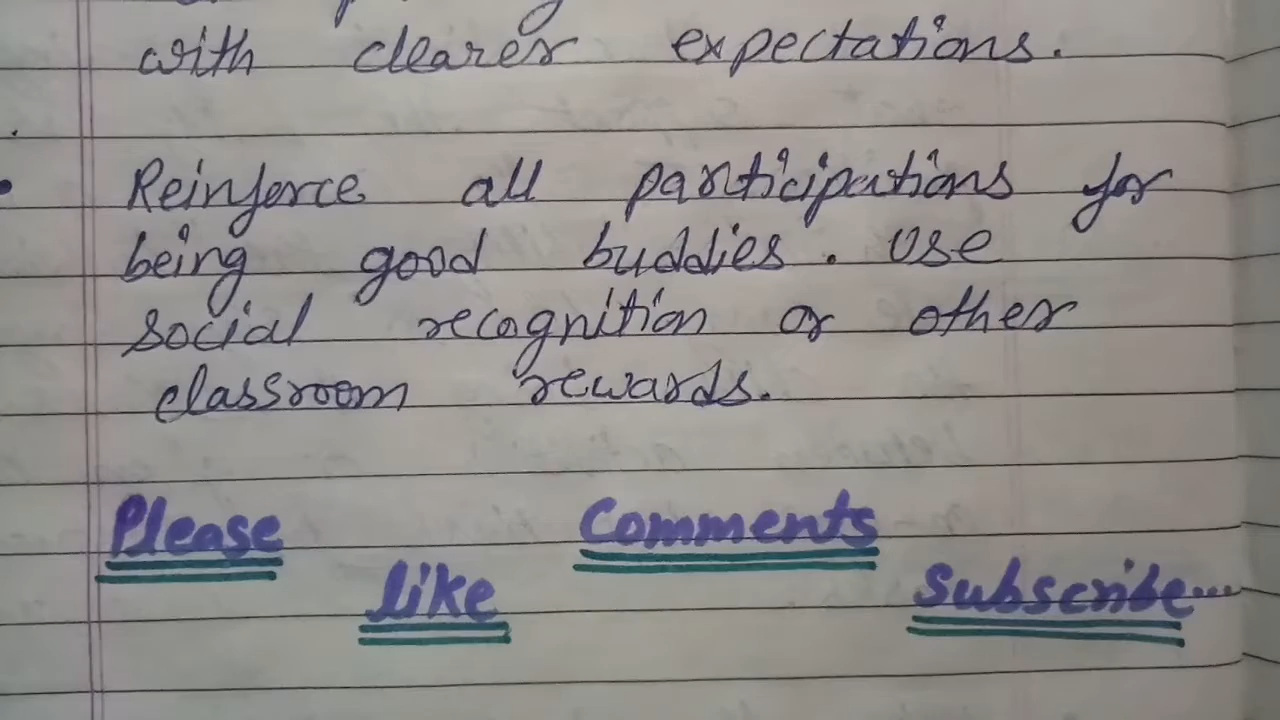 with clearer expectations.
Reinforce all participations for
being good buddies. Use
social recognition or other
classroom rewards.
Please Comments
like Subscribe...